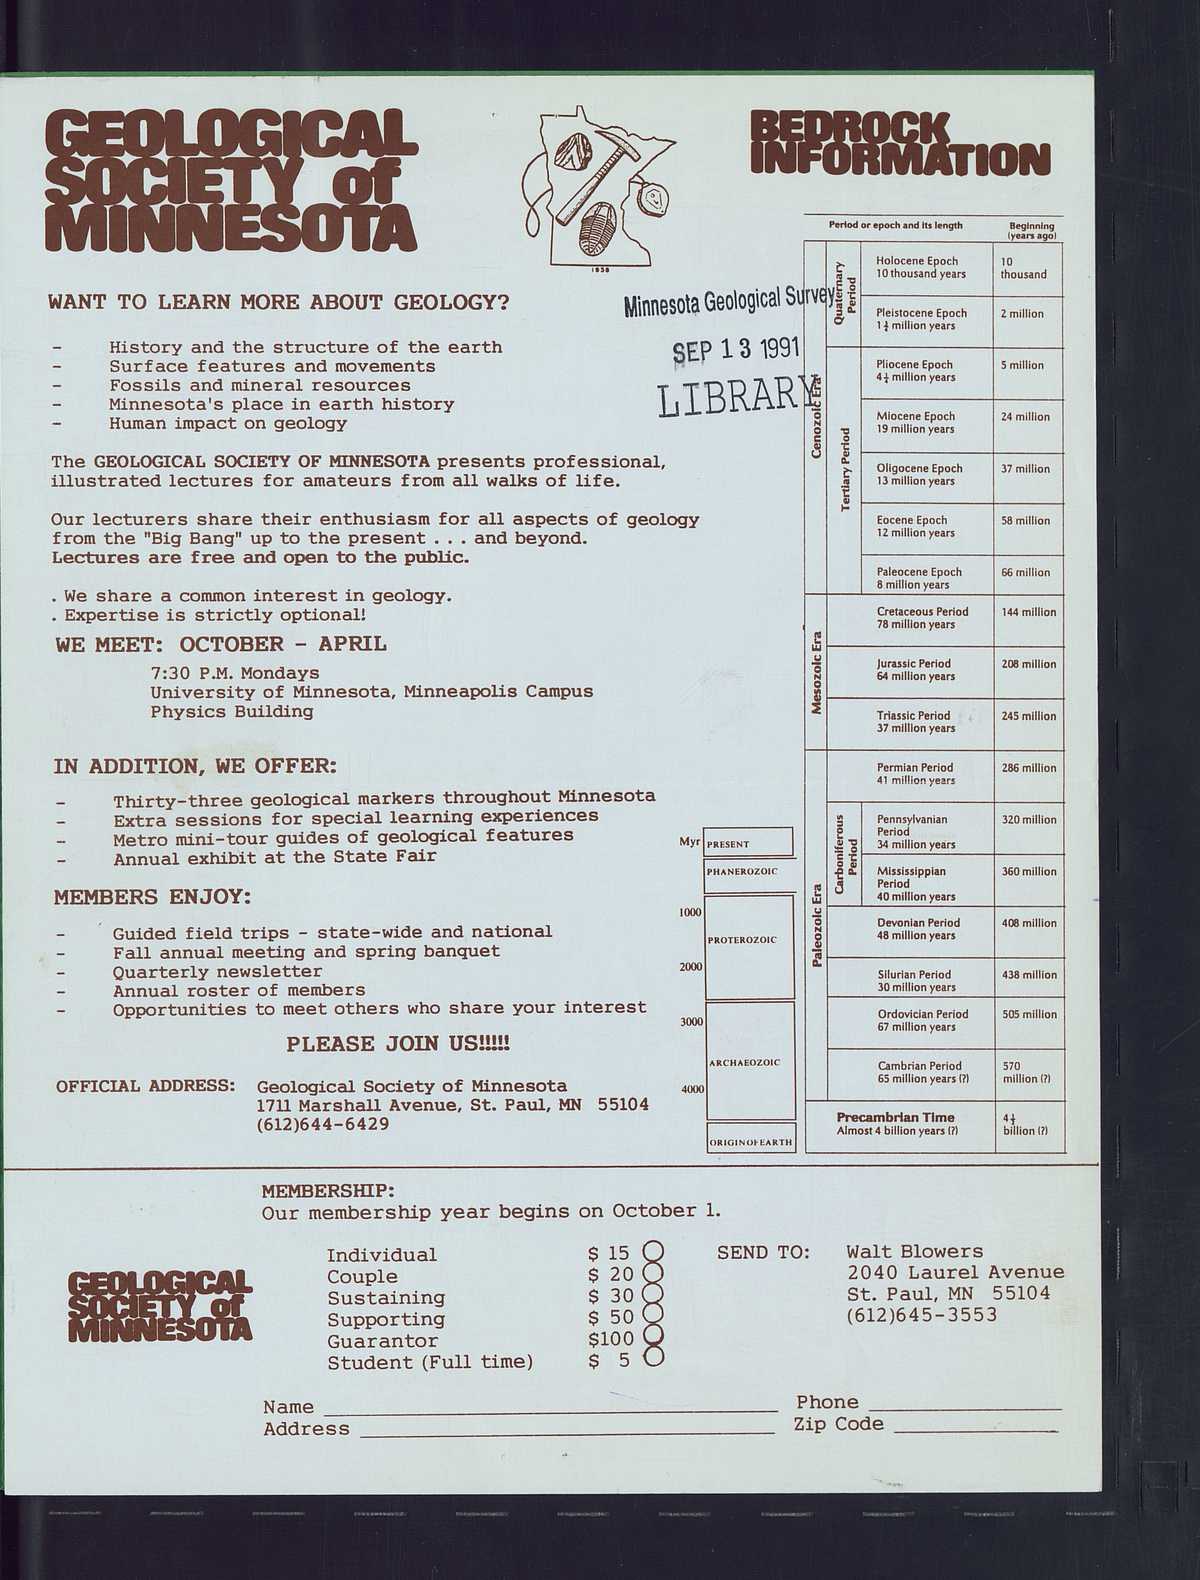 GEOLOGICAL
SOCIETY of
MINNESOTA
1938
BEDROCK
INFORMATION
WANT TO LEARN MORE ABOUT GEOLOGY?
- History and the structure of the earth
- Surface features and movements
- Fossils and mineral resources
- Minnesota's place in earth history
- Human impact on geology
Minnesota Geological Survey
SEP 13 1991
LIBRARY
The GEOLOGICAL SOCIETY OF MINNESOTA presents professional,
illustrated lectures for amateurs from all walks of life.
Our lecturers share their enthusiasm for all aspects of geology
from the "Big Bang" up to the present . . . and beyond.
Lectures are free and open to the public.
. We share a common interest in geology.
. Expertise is strictly optional!
WE MEET: OCTOBER - APRIL
7:30 P.M. Mondays
University of Minnesota, Minneapolis Campus
Physics Building
IN ADDITION, WE OFFER:
- Thirty-three geological markers throughout Minnesota
- Extra sessions for special learning experiences
- Metro mini-tour guides of geological features
- Annual exhibit at the State Fair
MEMBERS ENJOY:
- Guided field trips - state-wide and national
- Fall annual meeting and spring banquet
- Quarterly newsletter
- Annual roster of members
- Opportunities to meet others who share your interest
PLEASE JOIN US!!!!!
OFFICIAL ADDRESS: Geological Society of Minnesota
1711 Marshall Avenue, St. Paul, MN 55104
(612)644-6429
Myr PRESENT
PHANEROZOIC
1000
PROTEROZOIC
2000
3000
ARCHAEOZOIC
4000
ORIGIN OF EARTH
Period or epoch and its length
Beginning
(years ago)
Cenozoic Era
Quaternary
Period
Holocene Epoch
10 thousand years
10
thousand
Pleistocene Epoch
1½ million years
2 million
Tertiary Period
Pliocene Epoch
4½ million years
5 million
Miocene Epoch
19 million years
24 million
Oligocene Epoch
13 million years
37 million
Eocene Epoch
12 million years
58 million
Paleocene Epoch
8 million years
66 million
Mesozoic Era
Cretaceous Period
78 million years
144 million
Jurassic Period
64 million years
208 million
Triassic Period
37 million years
245 million
Paleozoic Era
Permian Period
41 million years
286 million
Carboniferous
Period
Pennsylvanian
Period
34 million years
320 million
Mississippian
Period
40 million years
360 million
Devonian Period
48 million years
408 million
Silurian Period
30 million years
438 million
Ordovician Period
67 million years
505 million
Cambrian Period
65 million years (?)
570
million (?)
Precambrian Time
Almost 4 billion years (?)
4½
billion (?)
MEMBERSHIP:
Our membership year begins on October 1.
GEOLOGICAL
SOCIETY of
MINNESOTA
Individual $ 15
Couple $ 20
Sustaining $ 30
Supporting $ 50
Guarantor $100
Student (Full time) $ 5
SEND TO: Walt Blowers
2040 Laurel Avenue
St. Paul, MN 55104
(612)645-3553
Name
Phone
Address
Zip Code